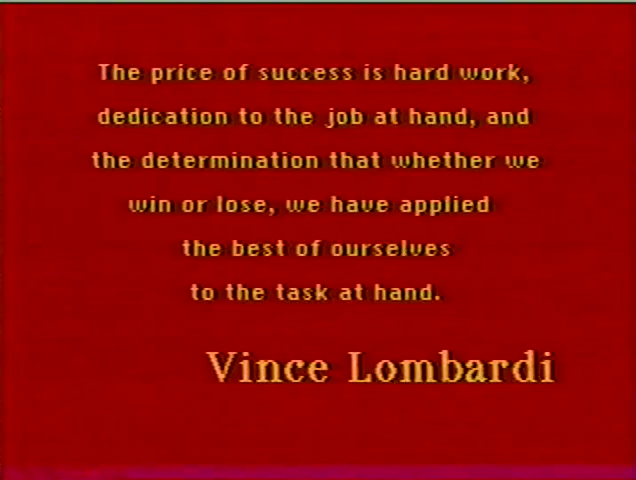 The price of success is hard work,
dedication to the job at hand, and
the determination that whether we
win or lose, we have applied
the best of ourselves
to the task at hand.
Vince Lombardi